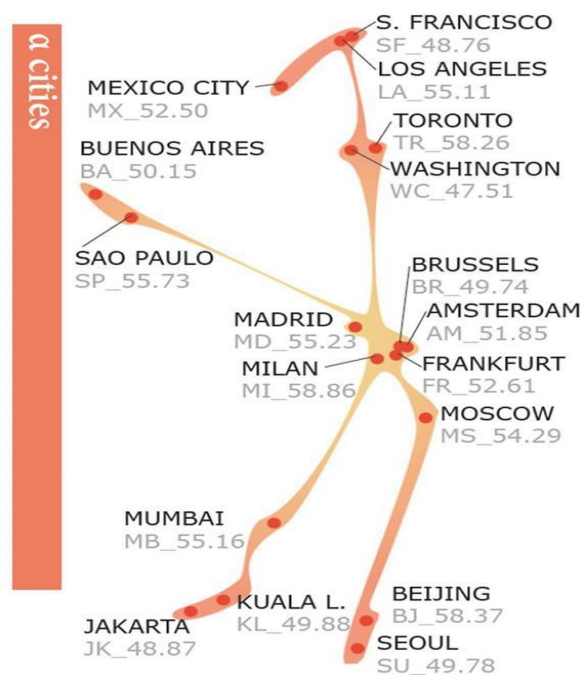 α cities
S. FRANCISCO
SF_48.76
LOS ANGELES
LA_55.11
MEXICO CITY
MX_52.50
TORONTO
TR_58.26
WASHINGTON
WC_47.51
BUENOS AIRES
BA_50.15
SAO PAULO
SP_55.73
BRUSSELS
BR_49.74
AMSTERDAM
AM_51.85
MADRID
MD_55.23
MILAN
MI_58.86
FRANKFURT
FR_52.61
MOSCOW
MS_54.29
MUMBAI
MB_55.16
KUALA L.
KL_49.88
JAKARTA
JK_48.87
BEIJING
BJ_58.37
SEOUL
SU_49.78